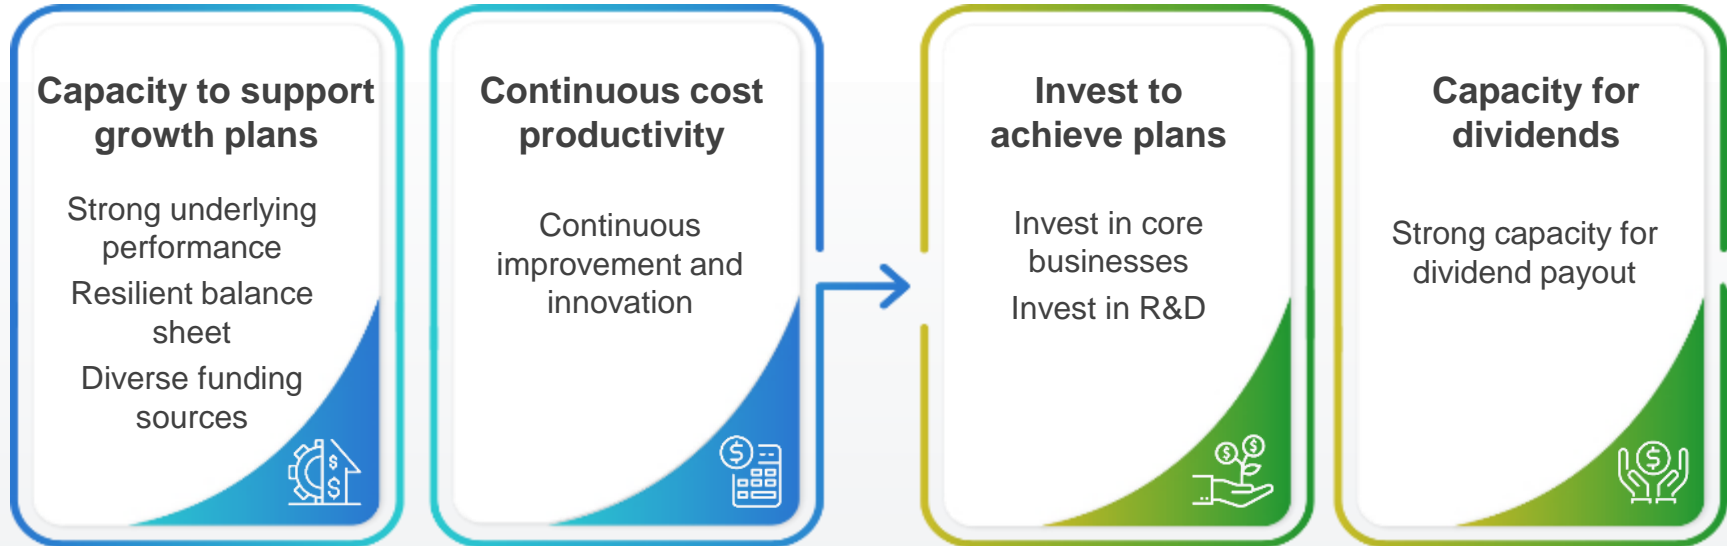 Capacity to support
growth plans
Strong underlying
performance
Resilient balance
sheet
Diverse funding
sources
Continuous cost
productivity
Continuous
improvement and
innovation
Invest to
achieve plans
Invest in core
businesses
Invest in R&D
Capacity for
dividends
Strong capacity for
dividend payout